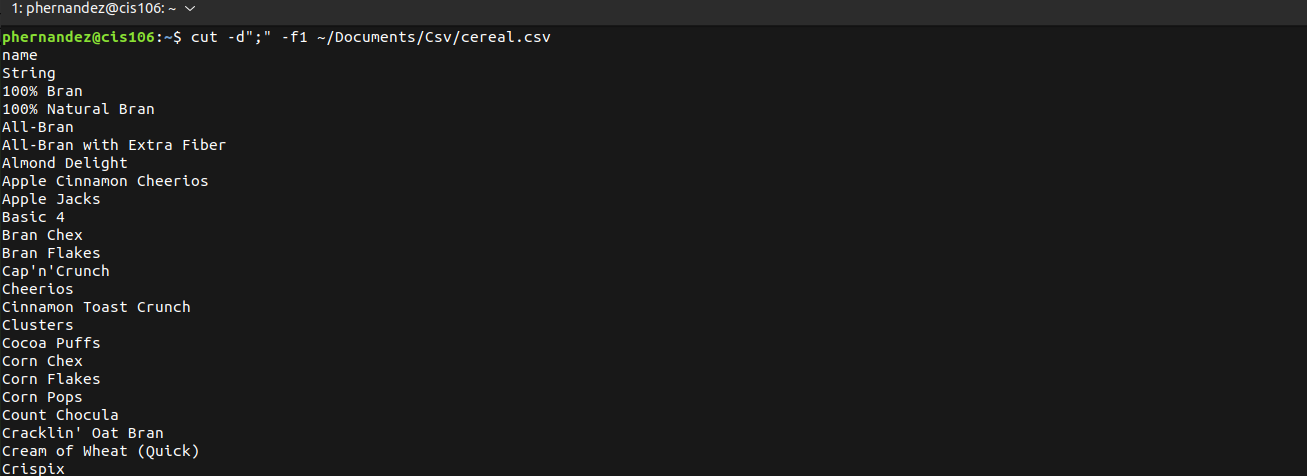 1: phernandez@cis106: ~
phernandez@cis106:~$ cut -d";" -f1 ~/Documents/Csv/cereal.csv
name
String
100% Bran
100% Natural Bran
All-Bran
All-Bran with Extra Fiber
Almond Delight
Apple Cinnamon Cheerios
Apple Jacks
Basic 4
Bran Chex
Bran Flakes
Cap'n'Crunch
Cheerios
Cinnamon Toast Crunch
Clusters
Cocoa Puffs
Corn Chex
Corn Flakes
Corn Pops
Count Chocula
Cracklin' Oat Bran
Cream of Wheat (Quick)
Crispix